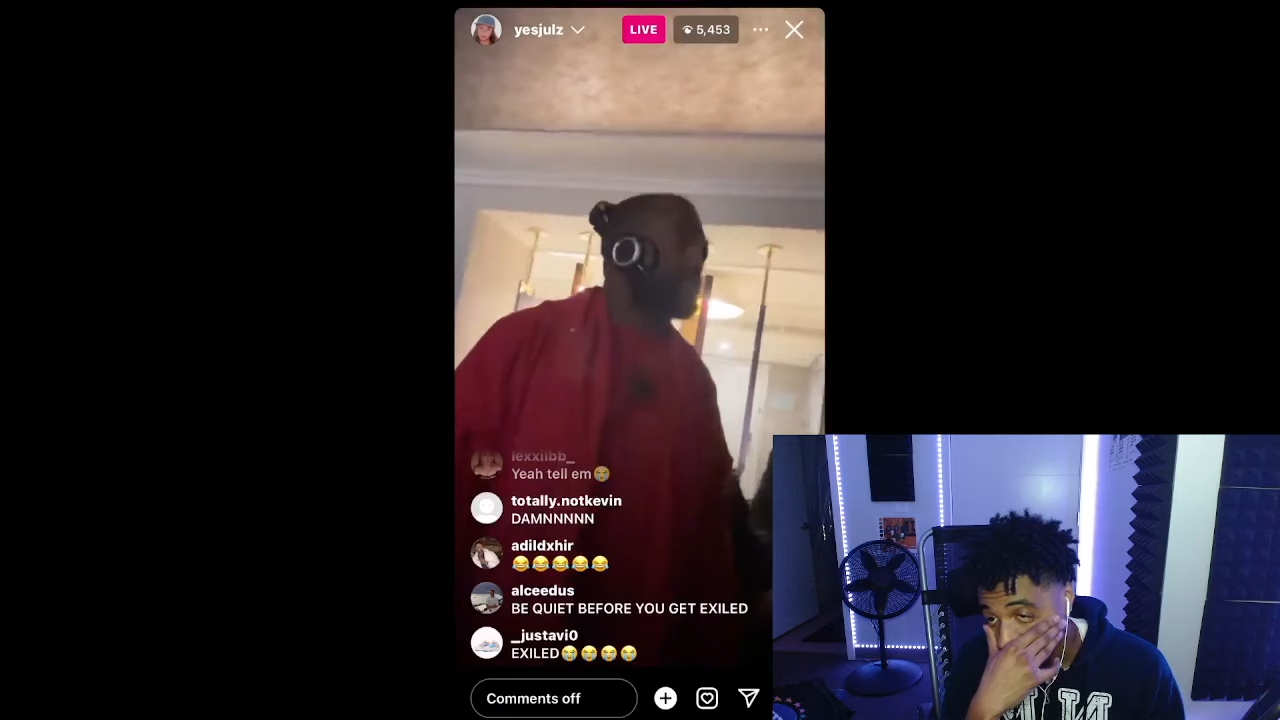 yesjulz
LIVE
5,453
lexxiibb_
Yeah tell em😭
totally.notkevin
DAMNNNNN
adildxhir
😂😂😂😂😂
alceedus
BE QUIET BEFORE YOU GET EXILED
_justavi0
EXILED😭😭😭😭
Comments off